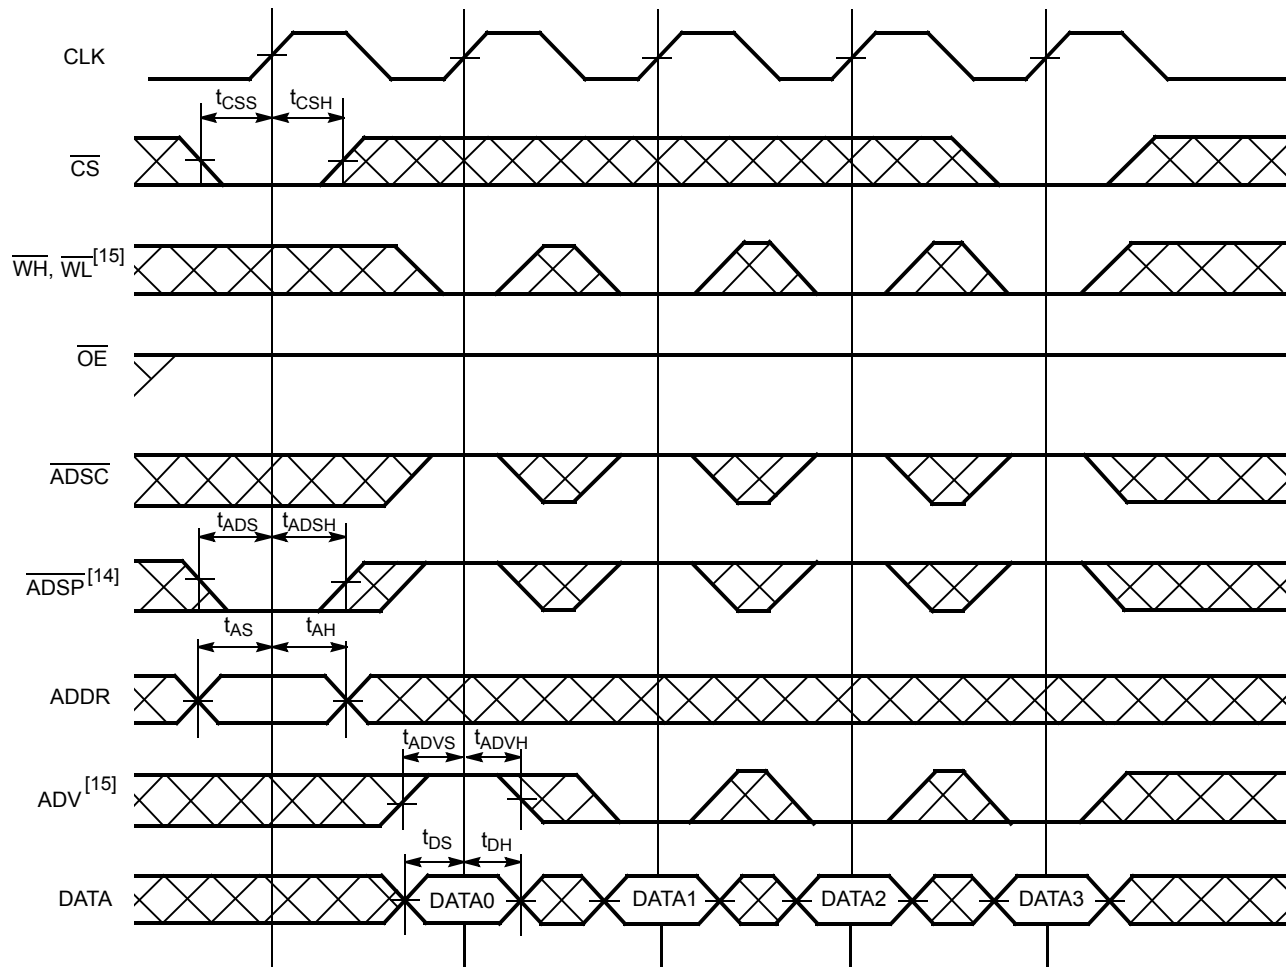 CLK
tCSS tCSH
CS
WH, WL[15]
OE
ADSC
tADS tADSH
ADSP[14]
tAS tAH
ADDR
tADVS tADVH
ADV[15]
tDS tDH
DATA DATA0 DATA1 DATA2 DATA3